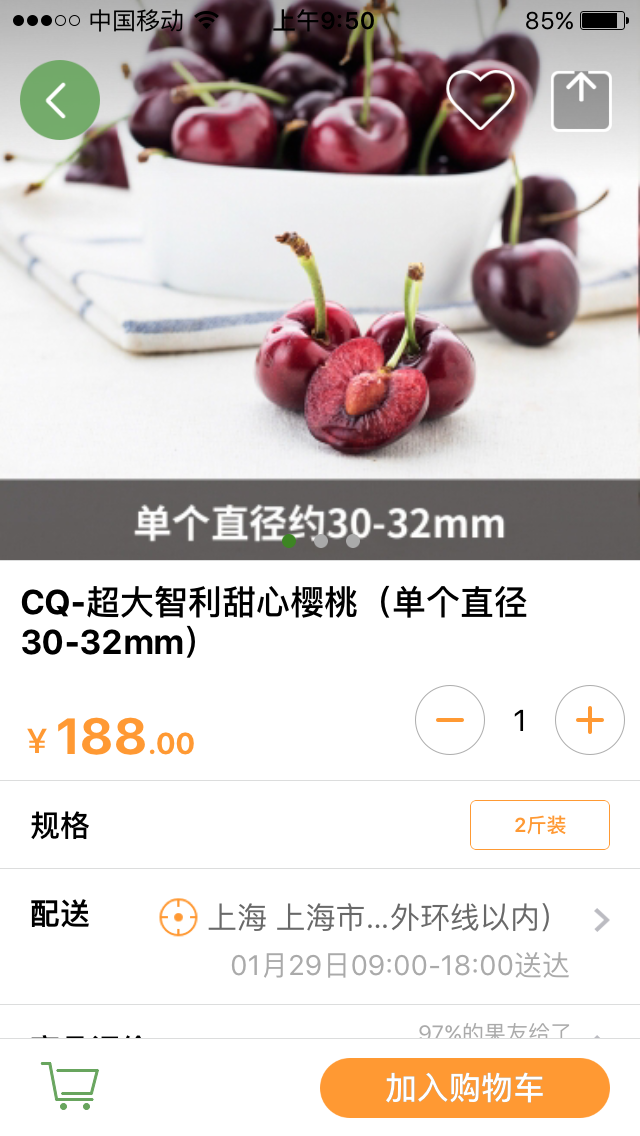 中国移动 上午9:50 85%
单个直径约30-32mm
CQ-超大智利甜心樱桃（单个直径
30-32mm）
¥188.00 1
规格 2斤装
配送 上海 上海市...外环线以内）
01月29日09:00-18:00送达
97%的果友给了
加入购物车